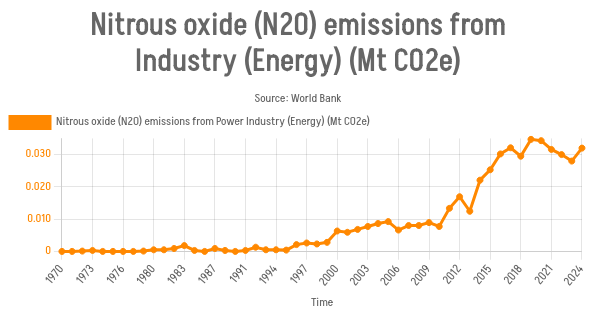 Nitrous oxide (N2O) emissions from
Industry (Energy) (Mt CO2e)
Source: World Bank
Nitrous oxide (N2O) emissions from Power Industry (Energy) (Mt CO2e)
0.030
0.020
0.010
0
1970 1973 1976 1980 1983 1987 1991 1994 1997 2000 2003 2006 2009 2012 2015 2018 2021 2024
Time